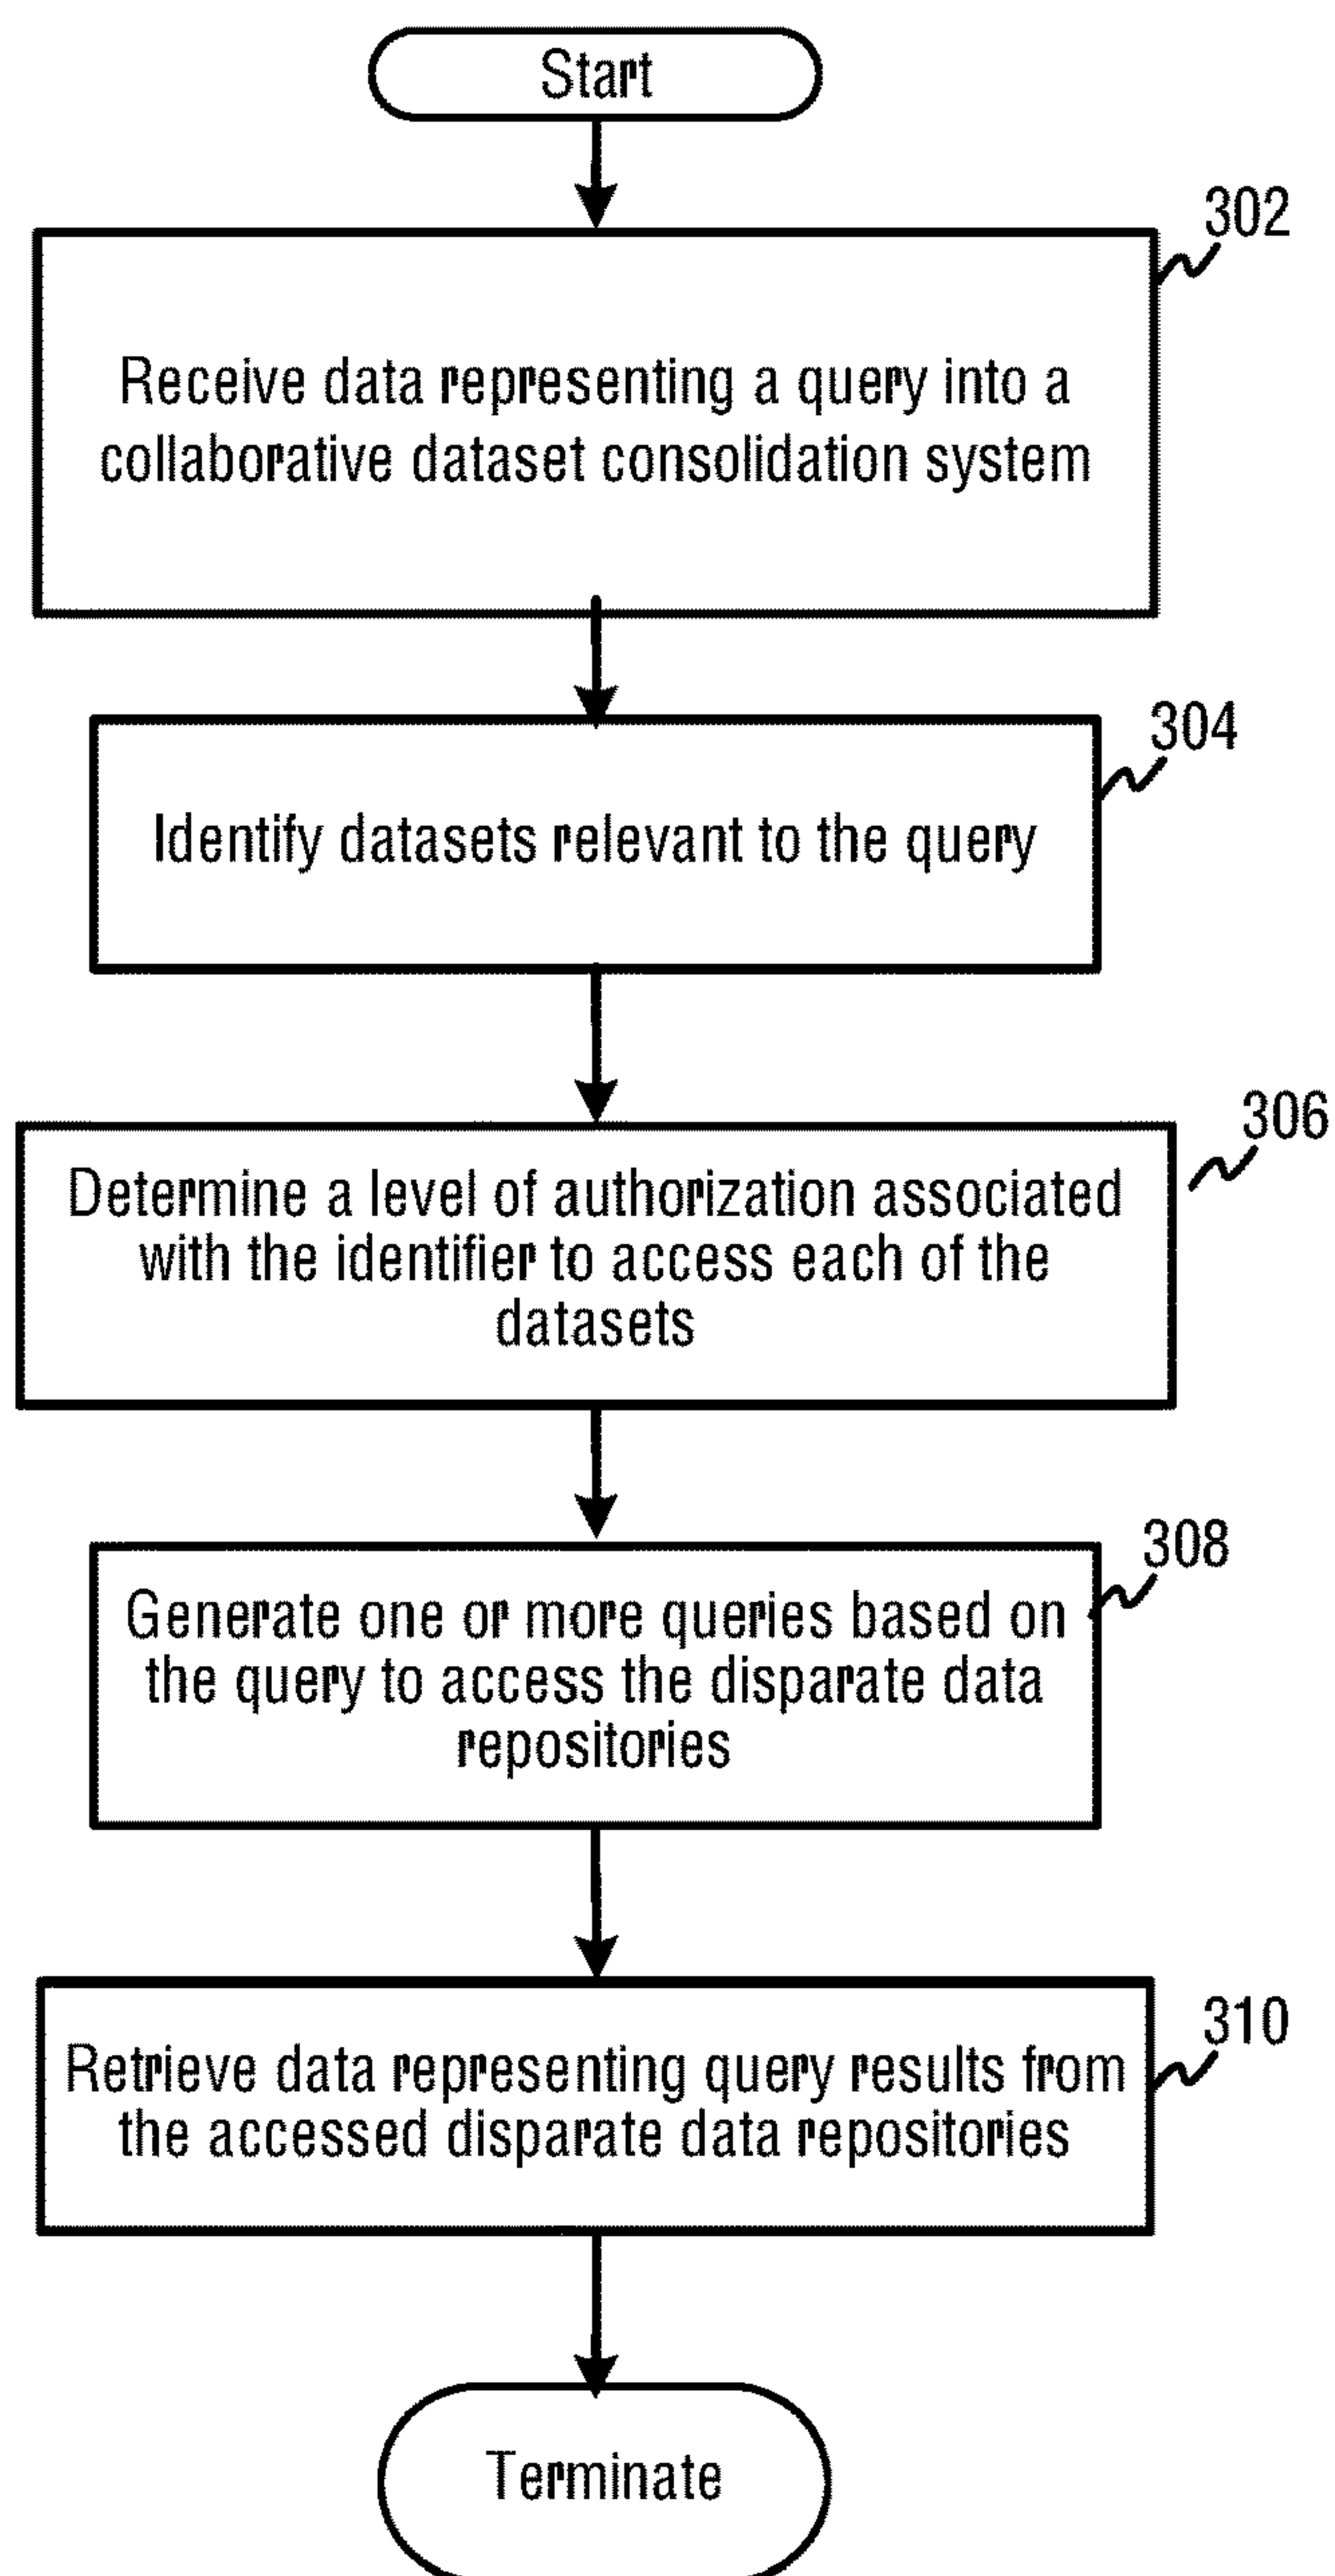 Start
302
Receive data representing a query into a
collaborative dataset consolidation system
304
Identify datasets relevant to the query
306
Determine a level of authorization associated
with the identifier to access each of the
datasets
308
Generate one or more queries based on
the query to access the disparate data
repositories
310
Retrieve data representing query results from
the accessed disparate data repositories
Terminate